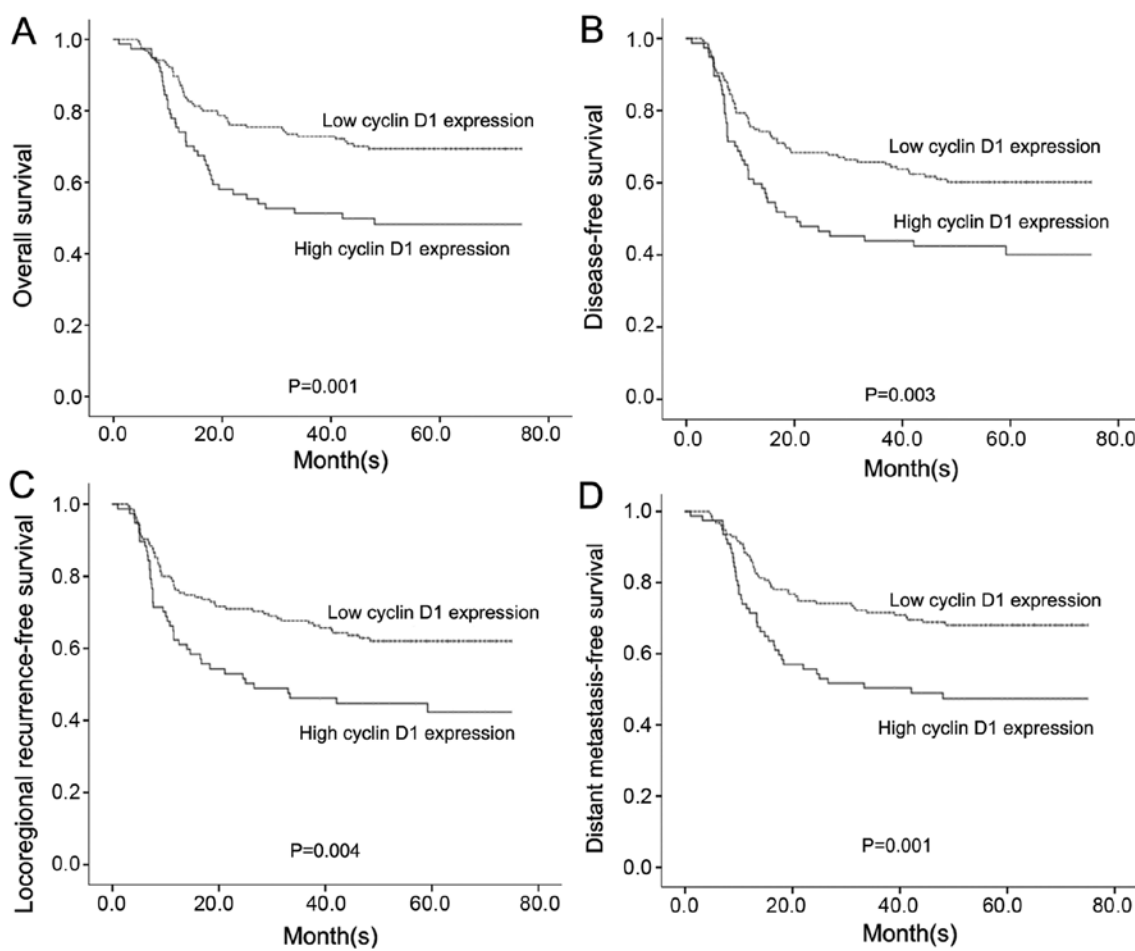 A
Overall survival
1.0
0.8
0.6
0.4
0.2
0.0
Low cyclin D1 expression
High cyclin D1 expression
P=0.001
0.0 20.0 40.0 60.0 80.0
Month(s)
B
Disease-free survival
1.0
0.8
0.6
0.4
0.2
0.0
Low cyclin D1 expression
High cyclin D1 expression
P=0.003
0.0 20.0 40.0 60.0 80.0
Month(s)
C
Locoregional recurrence-free survival
1.0
0.8
0.6
0.4
0.2
0.0
Low cyclin D1 expression
High cyclin D1 expression
P=0.004
0.0 20.0 40.0 60.0 80.0
Month(s)
D
Distant metastasis-free survival
1.0
0.8
0.6
0.4
0.2
0.0
Low cyclin D1 expression
High cyclin D1 expression
P=0.001
0.0 20.0 40.0 60.0 80.0
Month(s)